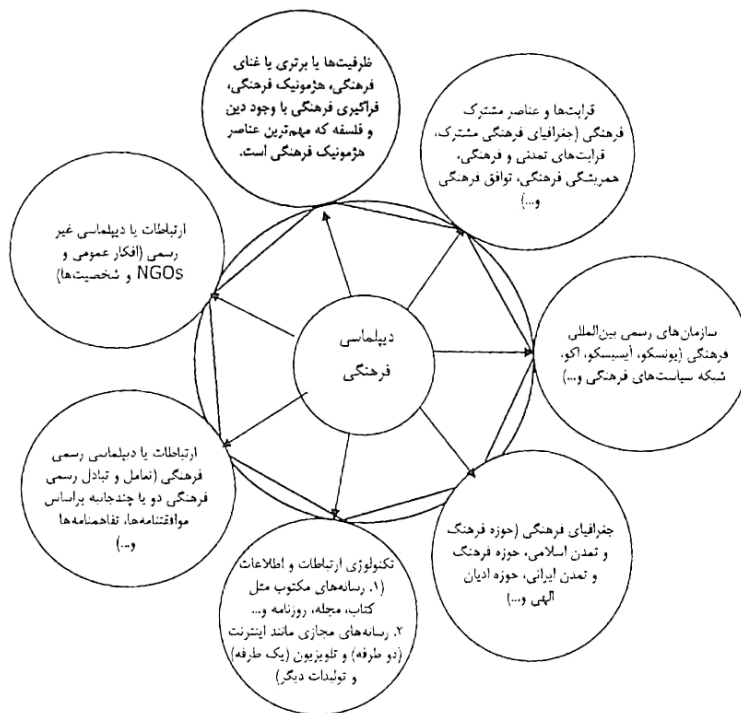 ظرفیت‌ها یا برتری یا غنای
فرهنگی، هژمونیک فرهنگی،
فراگیری فرهنگی با وجود دین
و فلسفه که مهم‌ترین عناصر
هژمونیک فرهنگی است.
قرابت‌ها و عناصر مشترک
فرهنگی (جغرافیای فرهنگی مشترک،
قرابت‌های تمدنی و فرهنگی،
همریشگی فرهنگی، توافق فرهنگی
و...)
ارتباطات یا دیپلماسی غیر
رسمی (افکار عمومی و
NGOs و شخصیت‌ها)
دیپلماسی
فرهنگی
سازمان‌های رسمی بین‌المللی
فرهنگی (یونسکو، آیسیسکو، اکو،
شبکه سیاست‌های فرهنگی و...)
ارتباطات یا دیپلماسی رسمی
فرهنگی (تعامل و تبادل رسمی
فرهنگی دو یا چندجانبه براساس
موافقتنامه‌ها، تفاهمنامه‌ها
و...)
جغرافیای فرهنگی (حوزه فرهنگ
و تمدن اسلامی، حوزه فرهنگ
و تمدن ایرانی، حوزه ادیان
الهی و...)
تکنولوژی ارتباطات و اطلاعات
(۱. رسانه‌های مکتوب مثل
کتاب، مجله، روزنامه و...
۲. رسانه‌های مجازی مانند اینترنت
(دو طرفه) و تلویزیون (یک طرفه)
و تولیدات دیگر)